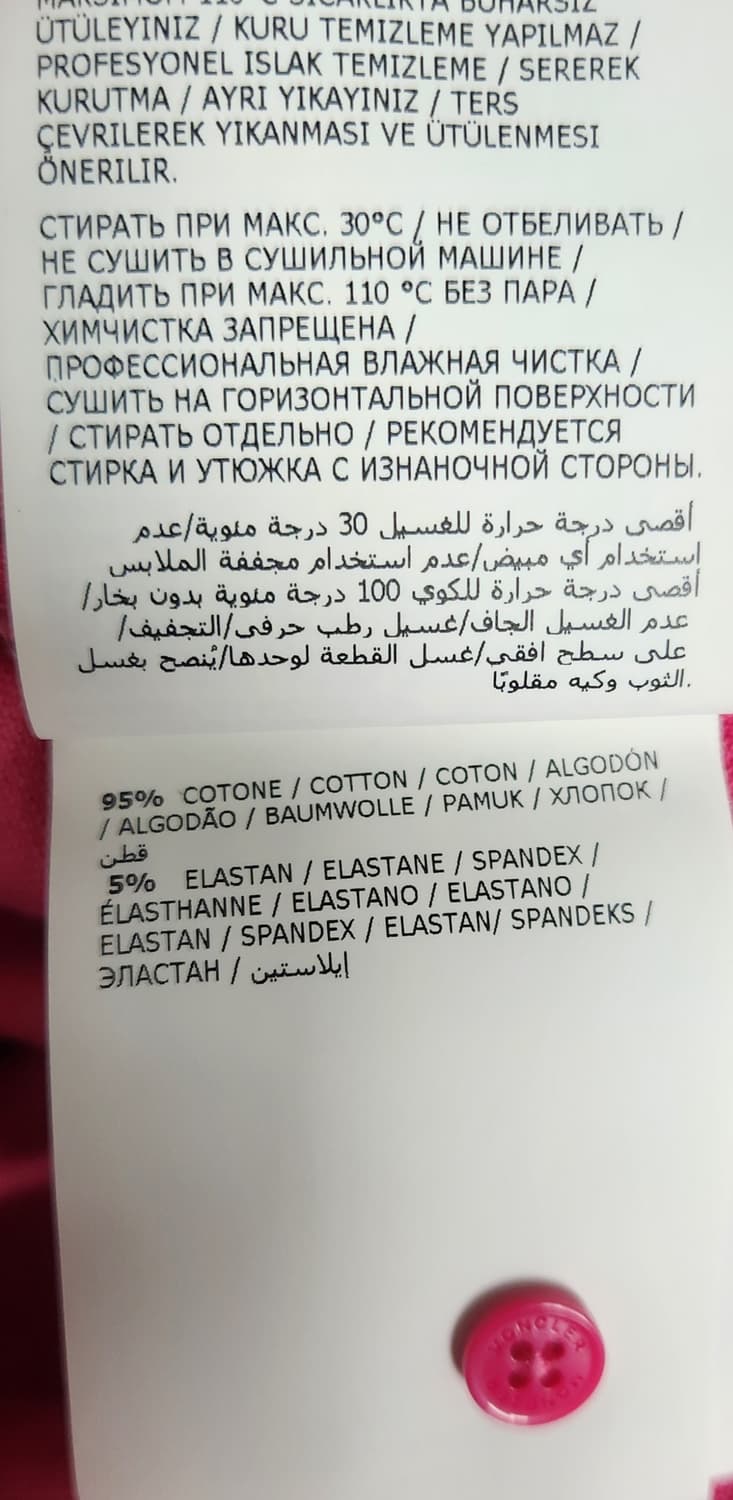 MAKSIMUM 110 °C SICAKLIKTA BUHARSIZ
ÜTÜLEYINIZ / KURU TEMIZLEME YAPILMAZ /
PROFESYONEL ISLAK TEMIZLEME / SEREREK
KURUTMA / AYRI YIKAYINIZ / TERS
ÇEVRILEREK YIKANMASI VE ÜTÜLENMESI
ÖNERILIR.
СТИРАТЬ ПРИ МАКС. 30°C / НЕ ОТБЕЛИВАТЬ /
НЕ СУШИТЬ В СУШИЛЬНОЙ МАШИНЕ /
ГЛАДИТЬ ПРИ МАКС. 110 °C БЕЗ ПАРА /
ХИМЧИСТКА ЗАПРЕЩЕНА /
ПРОФЕССИОНАЛЬНАЯ ВЛАЖНАЯ ЧИСТКА /
СУШИТЬ НА ГОРИЗОНТАЛЬНОЙ ПОВЕРХНОСТИ
/ СТИРАТЬ ОТДЕЛЬНО / РЕКОМЕНДУЕТСЯ
СТИРКА И УТЮЖКА С ИЗНАНОЧНОЙ СТОРОНЫ.
أقصى درجة حرارة للغسيل 30 درجة مئوية/عدم
استخدام أي مبيض/عدم استخدام مجففة الملابس
أقصى درجة حرارة للكوي 100 درجة مئوية بدون بخار/
عدم الغسيل الجاف/غسيل رطب حرفى/التجفيف/
على سطح افقي/غسل القطعة لوحدها/يُنصح بغسل
الثوب وكيه مقلوبًا.
95% COTONE / COTTON / COTON / ALGODÓN
/ ALGODÃO / BAUMWOLLE / PAMUK / ХЛОПОК /
قطن
5% ELASTAN / ELASTANE / SPANDEX /
ÉLASTHANNE / ELASTANO / ELASTANO /
ELASTAN / SPANDEX / ELASTAN/ SPANDEKS /
ЭЛАСТАН / إيلاستين
MONCLER